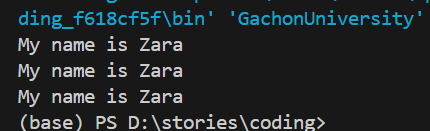 ding_f618cf5f\bin' 'GachonUniversity'
My name is Zara
My name is Zara
My name is Zara
(base) PS D:\stories\coding>